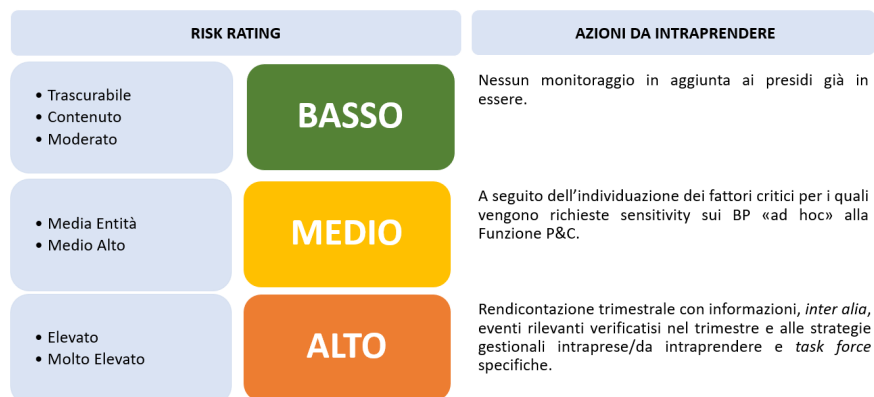 RISK RATING
AZIONI DA INTRAPRENDERE
• Trascurabile
• Contenuto
• Moderato
BASSO
Nessun monitoraggio in aggiunta ai presidi già in
essere.
• Media Entità
• Medio Alto
MEDIO
A seguito dell’individuazione dei fattori critici per i quali
vengono richieste sensitivity sui BP «ad hoc» alla
Funzione P&C.
• Elevato
• Molto Elevato
ALTO
Rendicontazione trimestrale con informazioni, inter alia,
eventi rilevanti verificatisi nel trimestre e alle strategie
gestionali intraprese/da intraprendere e task force
specifiche.